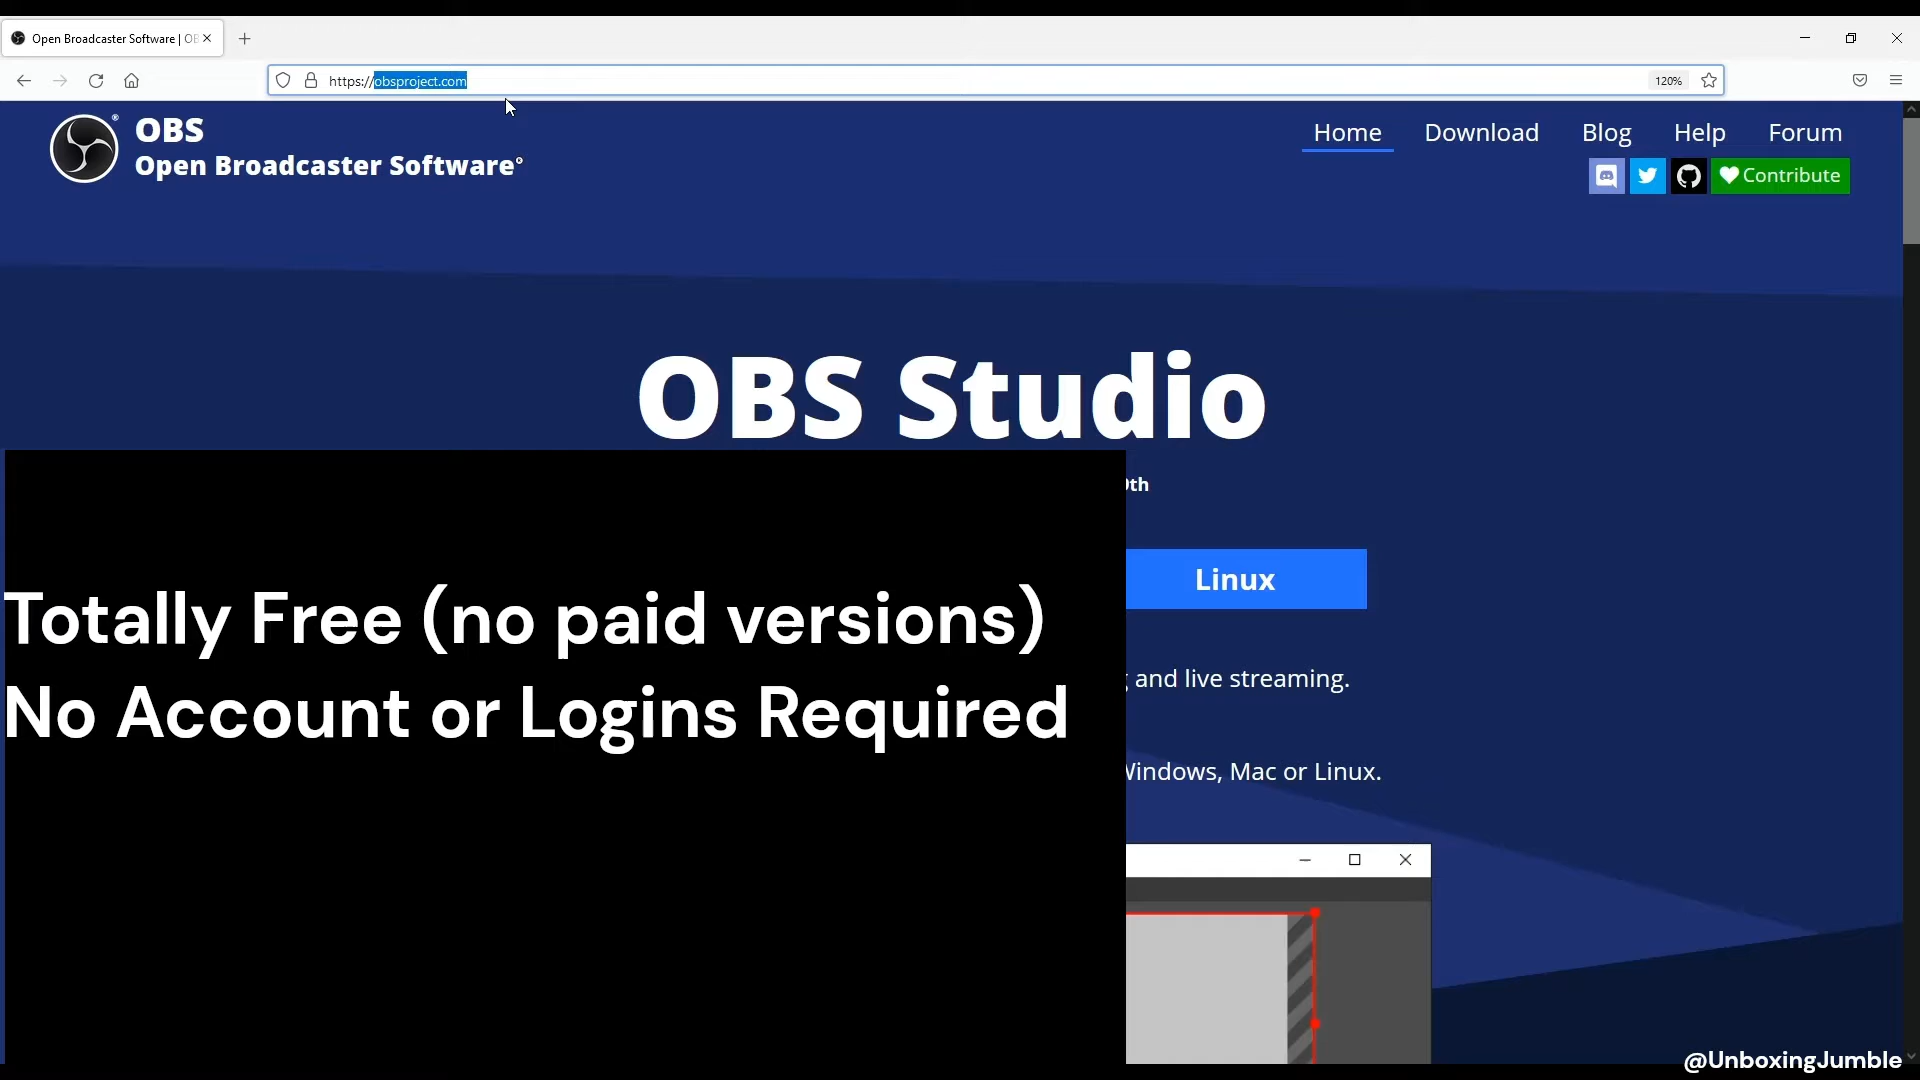 Open Broadcaster Software | OB
https://obsproject.com
120%
OBS
Open Broadcaster Software
Home
Download
Blog
Help
Forum
Contribute
OBS Studio
th
Linux
and live streaming.
Windows, Mac or Linux.
Totally Free (no paid versions)
No Account or Logins Required
@UnboxingJumble